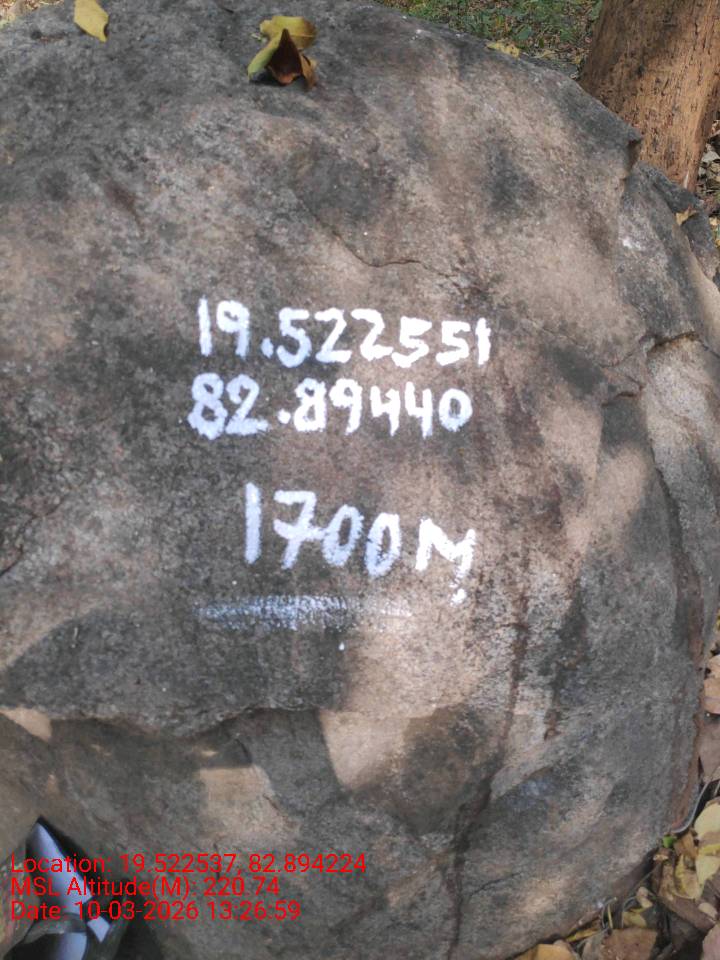 19.522551
82.89440
1700M
Location: 19.522537, 82.894224
MSL Altitude(M): 220.74
Date: 10-03-2026 13:26:59